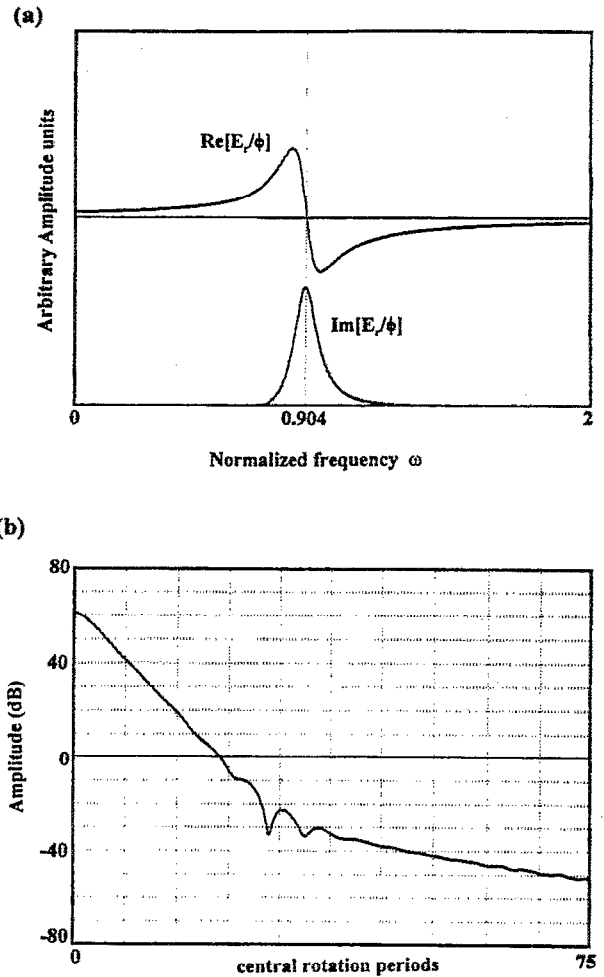 (a)
Arbitrary Amplitude units
Re[E_r/ϕ]
Im[E_r/ϕ]
0
0.904
2
Normalized frequency ω
(b)
Amplitude (dB)
80
40
0
-40
-80
0
central rotation periods
75